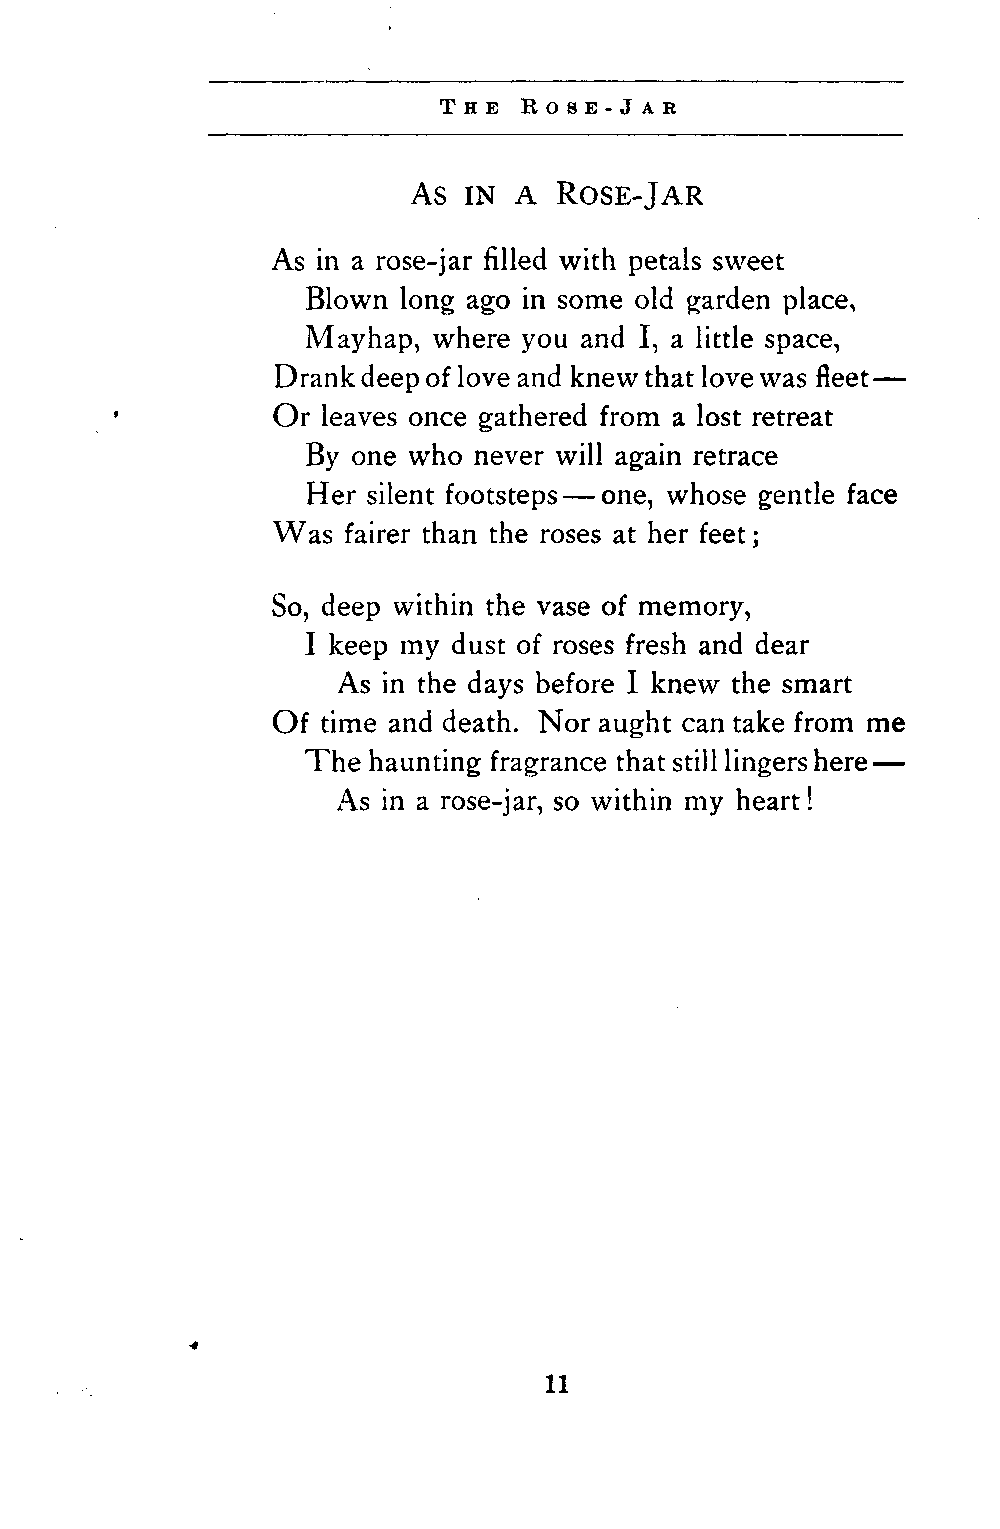 THE ROSE-JAR
AS IN A ROSE-JAR
As in a rose-jar filled with petals sweet
Blown long ago in some old garden place,
Mayhap, where you and I, a little space,
Drank deep of love and knew that love was fleet—
Or leaves once gathered from a lost retreat
By one who never will again retrace
Her silent footsteps—one, whose gentle face
Was fairer than the roses at her feet;
So, deep within the vase of memory,
I keep my dust of roses fresh and dear
As in the days before I knew the smart
Of time and death. Nor aught can take from me
The haunting fragrance that still lingers here—
As in a rose-jar, so within my heart!
11